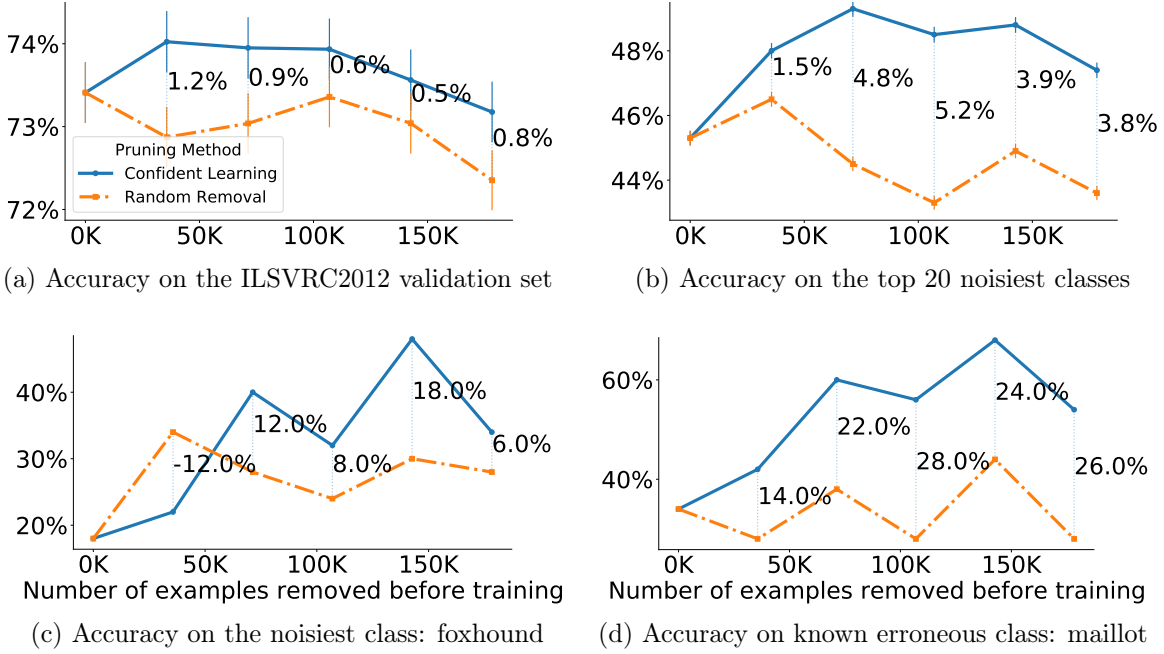 74%
73%
72%
1.2%
0.9%
0.6%
0.5%
0.8%
Pruning Method
Confident Learning
Random Removal
0K
50K
100K
150K
(a) Accuracy on the ILSVRC2012 validation set
48%
46%
44%
1.5%
4.8%
5.2%
3.9%
3.8%
0K
50K
100K
150K
(b) Accuracy on the top 20 noisiest classes
40%
30%
20%
-12.0%
12.0%
8.0%
18.0%
6.0%
0K
50K
100K
150K
Number of examples removed before training
(c) Accuracy on the noisiest class: foxhound
60%
40%
14.0%
22.0%
28.0%
24.0%
26.0%
0K
50K
100K
150K
Number of examples removed before training
(d) Accuracy on known erroneous class: maillot